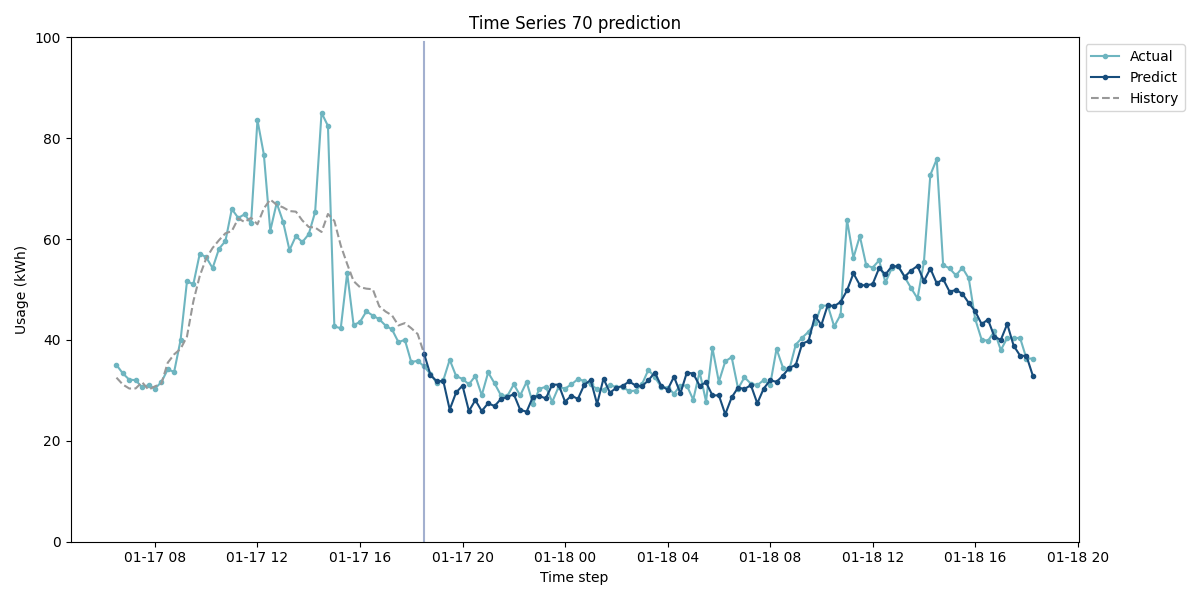 Time Series 70 prediction
Usage (kWh)
100
80
60
40
20
0
01-17 08
01-17 12
01-17 16
01-17 20
01-18 00
01-18 04
01-18 08
01-18 12
01-18 16
01-18 20
Time step
Actual
Predict
History